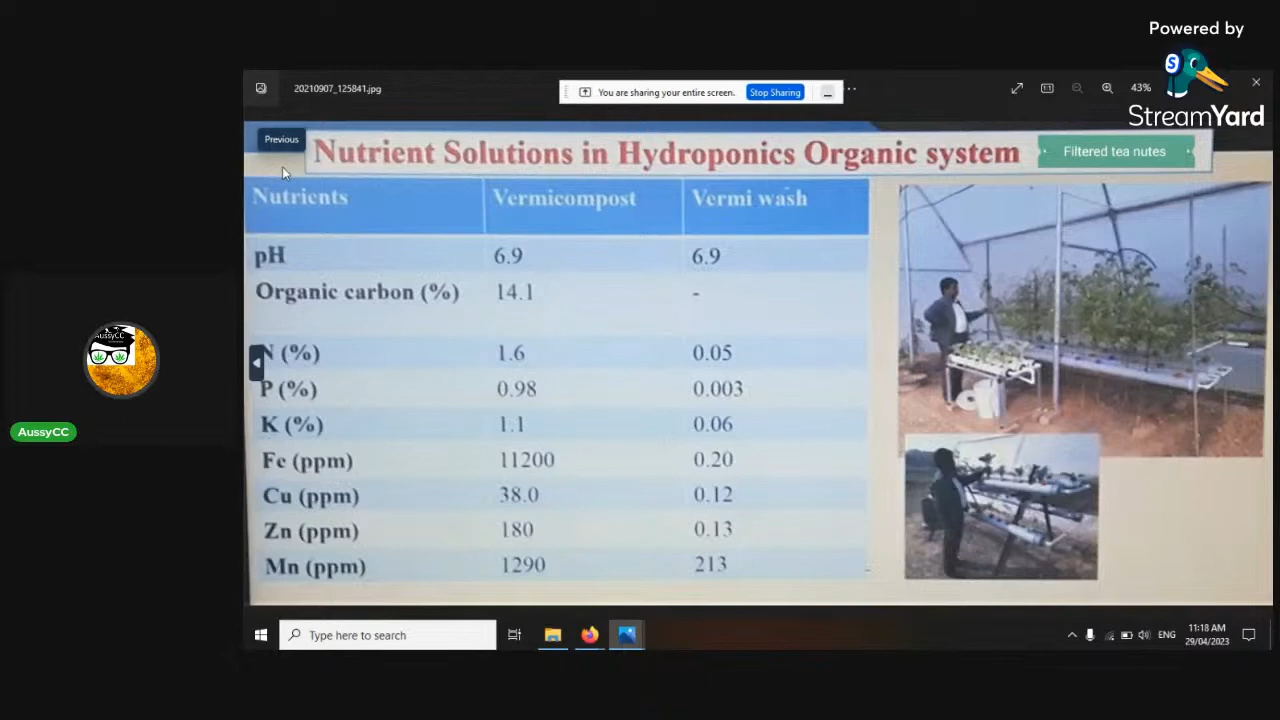 Powered by
StreamYard
20210907_125841.jpg
You are sharing your entire screen.
Stop Sharing
43%
Previous
Nutrient Solutions in Hydroponics Organic system
Filtered tea nutes
Nutrients Vermicompost Vermi wash
pH 6.9 6.9
Organic carbon (%) 14.1 -
N (%) 1.6 0.05
P (%) 0.98 0.003
K (%) 1.1 0.06
Fe (ppm) 11200 0.20
Cu (ppm) 38.0 0.12
Zn (ppm) 180 0.13
Mn (ppm) 1290 213
AussyCC
AussyCC
Type here to search
ENG
11:18 AM
29/04/2023